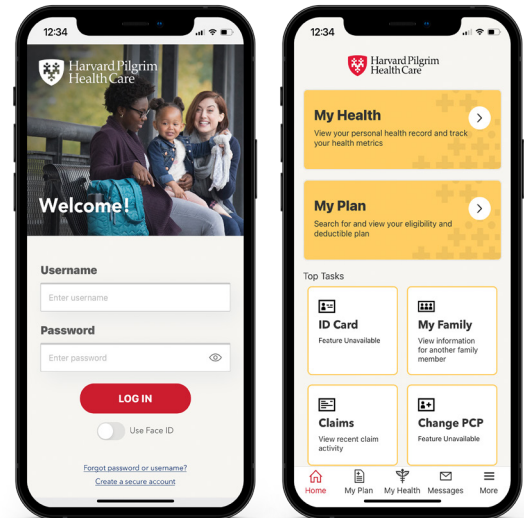 12:34
Harvard Pilgrim
Health Care
Welcome!
Username
Enter username
Password
Enter password
LOG IN
Use Face ID
Forgot password or username?
Create a secure account
12:34
Harvard Pilgrim
Health Care
My Health
View your personal health record and track
your health metrics
My Plan
Search for and view your eligibility and
deductible plan
Top Tasks
ID Card
Feature Unavailable
My Family
View information
for another family
member
Claims
View recent claim
activity
Change PCP
Feature Unavailable
Home
My Plan
My Health
Messages
More